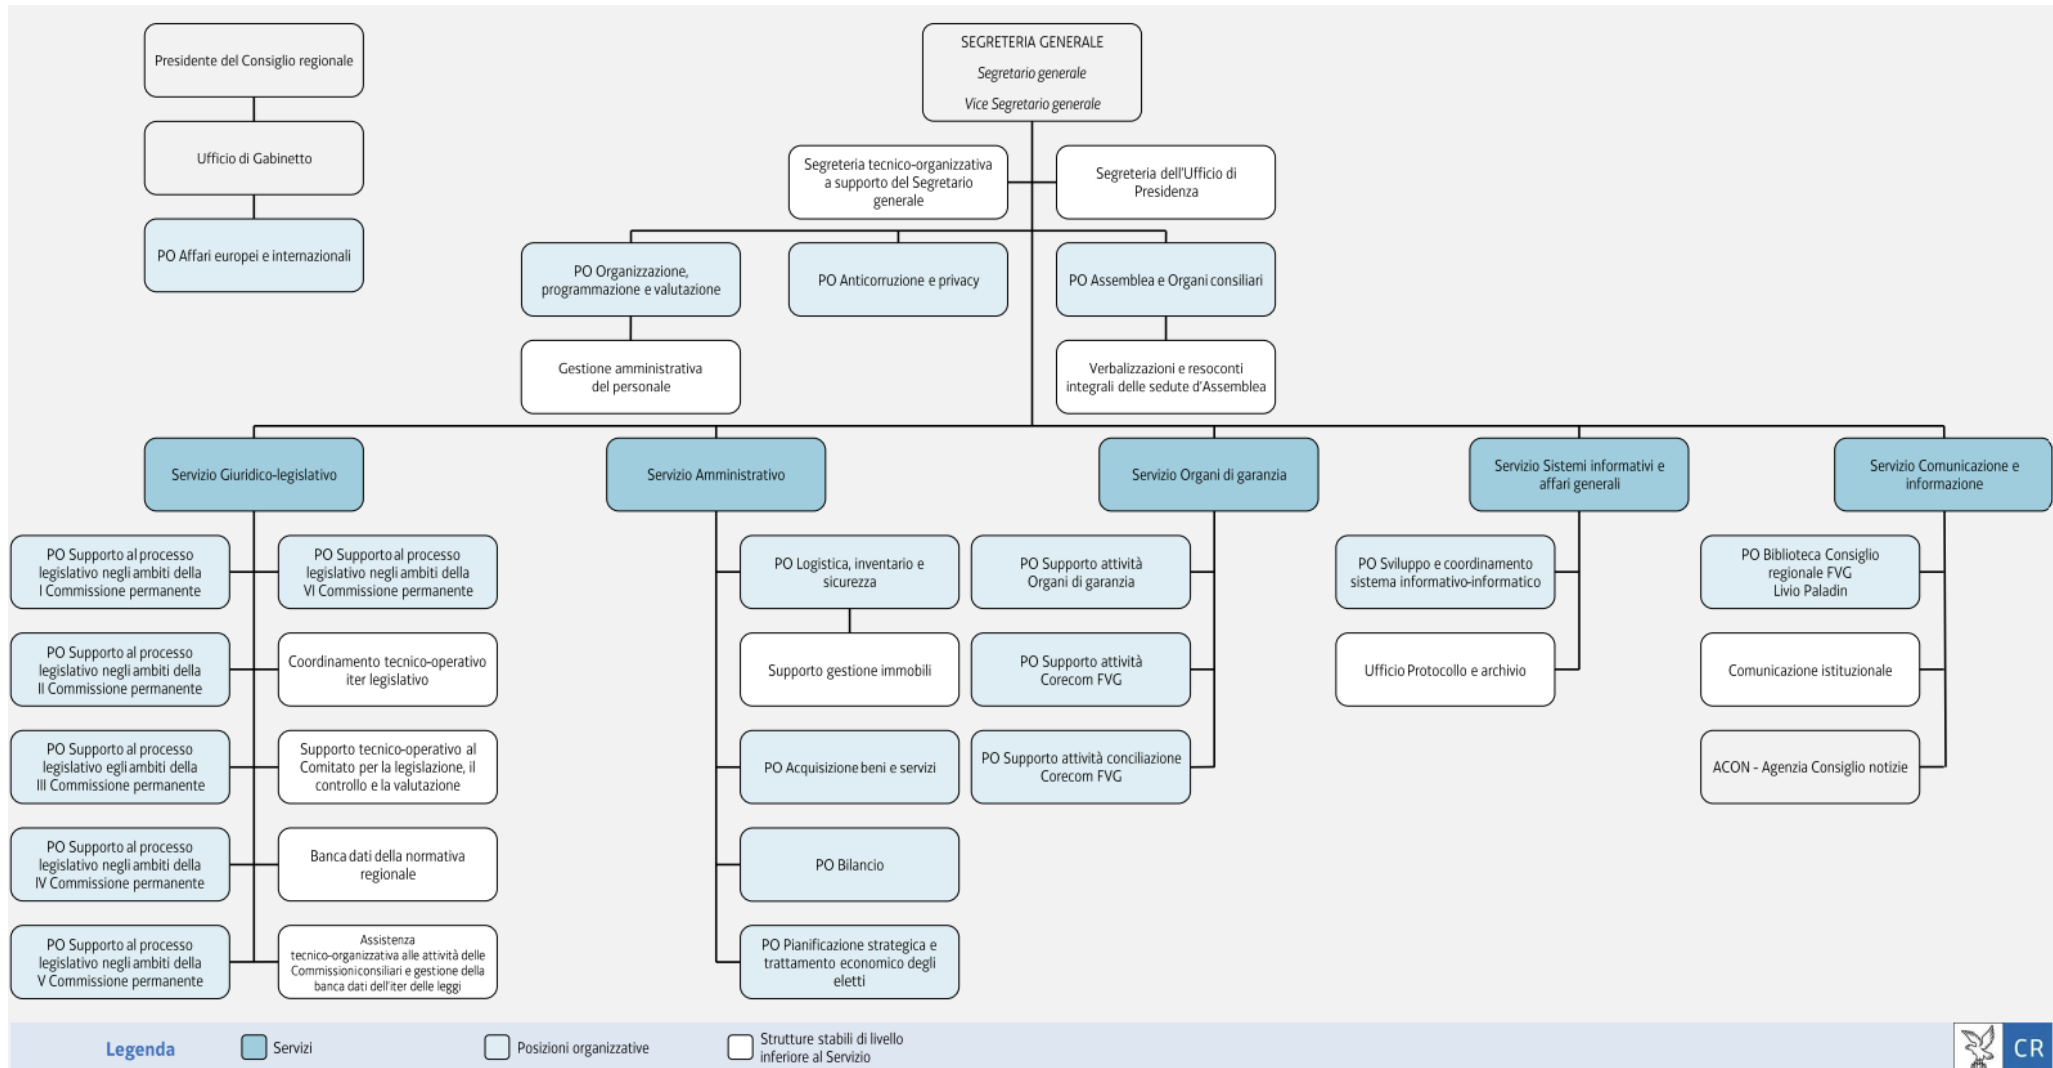 Presidente del Consiglio regionale
Ufficio di Gabinetto
PO Affari europei e internazionali
SEGRETERIA GENERALE
Segretario generale
Vice Segretario generale
Segreteria tecnico-organizzativa
a supporto del Segretario
generale
Segreteria dell'Ufficio di
Presidenza
PO Organizzazione,
programmazione e valutazione
PO Anticorruzione e privacy
PO Assemblea e Organi consiliari
Gestione amministrativa
del personale
Verbalizzazioni e resoconti
integrali delle sedute d'Assemblea
Servizio Giuridico-legislativo
Servizio Amministrativo
Servizio Organi di garanzia
Servizio Sistemi informativi e
affari generali
Servizio Comunicazione e
informazione
PO Supporto al processo
legislativo negli ambiti della
I Commissione permanente
PO Supporto al processo
legislativo negli ambiti della
VI Commissione permanente
PO Supporto al processo
legislativo negli ambiti della
II Commissione permanente
Coordinamento tecnico-operativo
iter legislativo
PO Supporto al processo
legislativo egli ambiti della
III Commissione permanente
Supporto tecnico-operativo al
Comitato per la legislazione, il
controllo e la valutazione
PO Supporto al processo
legislativo negli ambiti della
IV Commissione permanente
Banca dati della normativa
regionale
PO Supporto al processo
legislativo negli ambiti della
V Commissione permanente
Assistenza
tecnico-organizzativa alle attività delle
Commissioni consiliari e gestione della
banca dati dell'iter delle leggi
PO Logistica, inventario e
sicurezza
Supporto gestione immobili
PO Acquisizione beni e servizi
PO Bilancio
PO Pianificazione strategica e
trattamento economico degli
eletti
PO Supporto attività
Organi di garanzia
PO Supporto attività
Corecom FVG
PO Supporto attività conciliazione
Corecom FVG
PO Sviluppo e coordinamento
sistema informativo-informatico
Ufficio Protocollo e archivio
PO Biblioteca Consiglio
regionale FVG
Livio Paladin
Comunicazione istituzionale
ACON - Agenzia Consiglio notizie
Legenda
Servizi
Posizioni organizzative
Strutture stabili di livello
inferiore al Servizio
CR